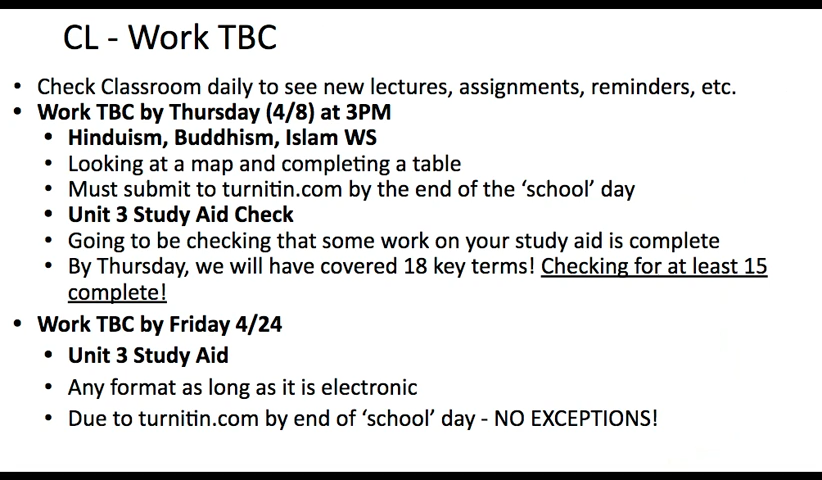 CL - Work TBC
• Check Classroom daily to see new lectures, assignments, reminders, etc.
• Work TBC by Thursday (4/8) at 3PM
• Hinduism, Buddhism, Islam WS
• Looking at a map and completing a table
• Must submit to turnitin.com by the end of the ‘school’ day
• Unit 3 Study Aid Check
• Going to be checking that some work on your study aid is complete
• By Thursday, we will have covered 18 key terms! Checking for at least 15
complete!
• Work TBC by Friday 4/24
• Unit 3 Study Aid
• Any format as long as it is electronic
• Due to turnitin.com by end of ‘school’ day - NO EXCEPTIONS!